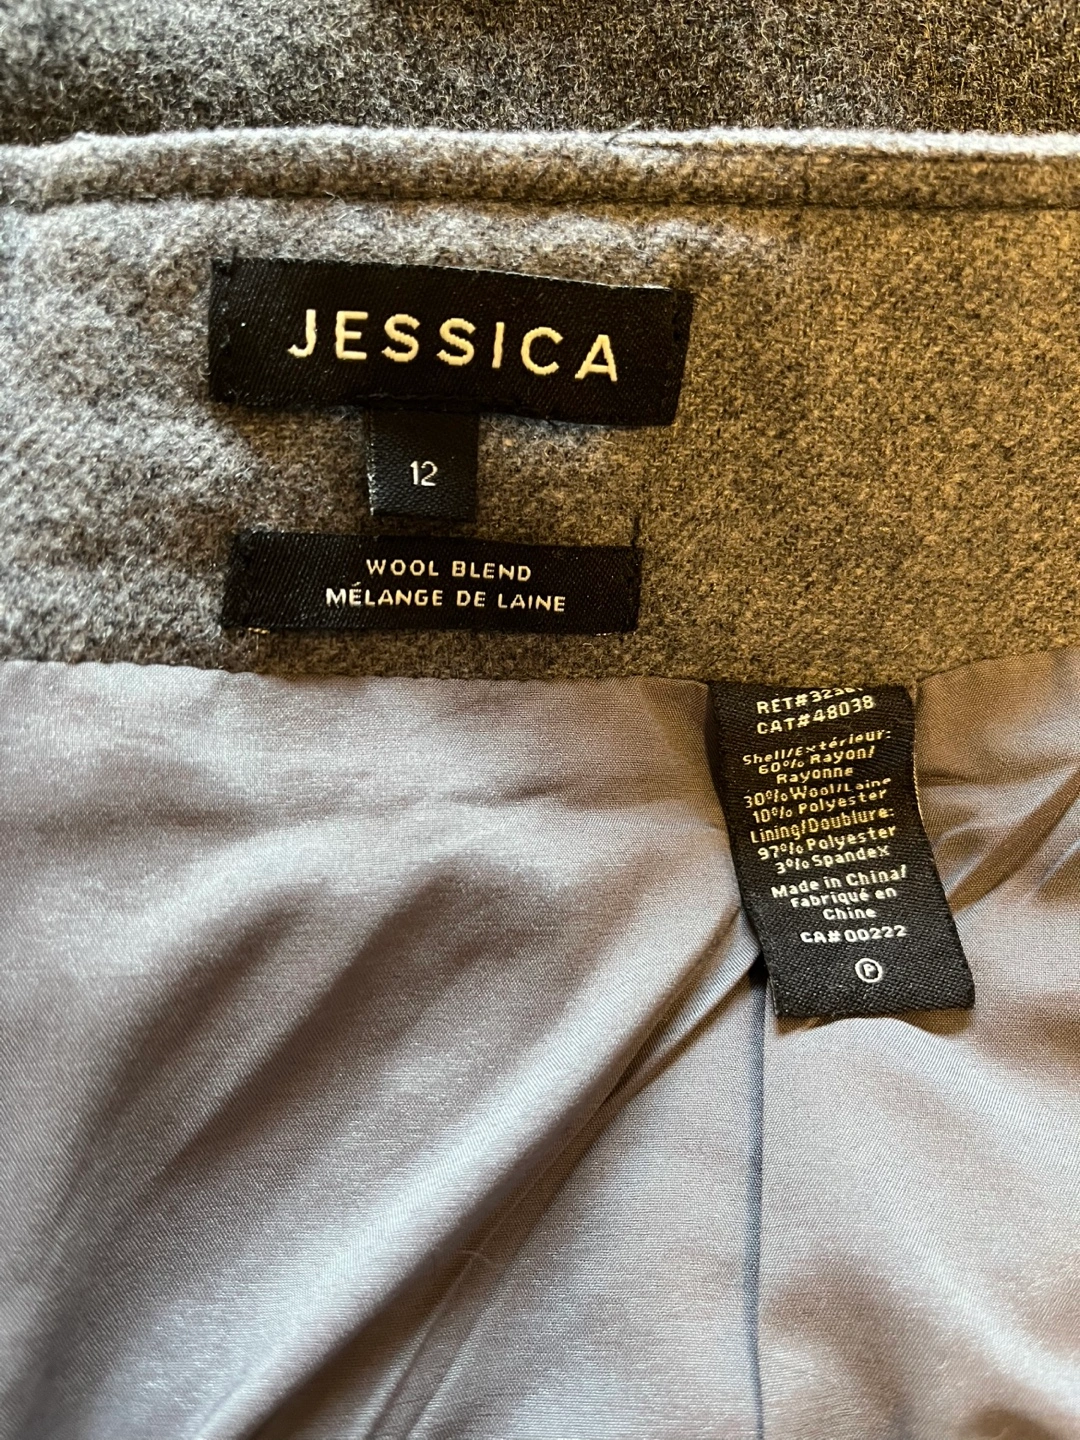 JESSICA
12
WOOL BLEND
MÉLANGE DE LAINE
CAT#48038
Shell/Extérieur:
60% Rayon/
Rayonne
30% Wool/Laine
10% Polyester
Lining/Doublure:
97% Polyester
3% Spandex
Made in China/
Fabriqué en
Chine
CA# 00222
P